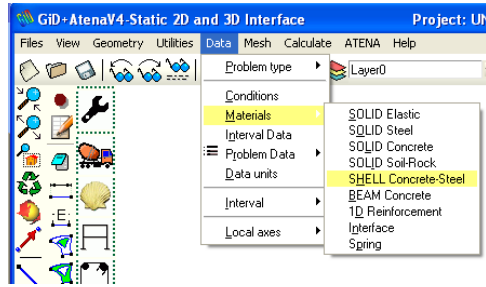 GiD+AtenaV4-Static 2D and 3D Interface Project: UN
Files View Geometry Utilities Data Mesh Calculate ATENA Help
Problem type
Layer0
Conditions
Materials
SOLID Elastic
Interval Data
SOLID Steel
Problem Data
SOLID Concrete
Data units
SOLID Soil-Rock
SHELL Concrete-Steel
Interval
BEAM Concrete
1D Reinforcement
Local axes
Interface
Spring
:E: